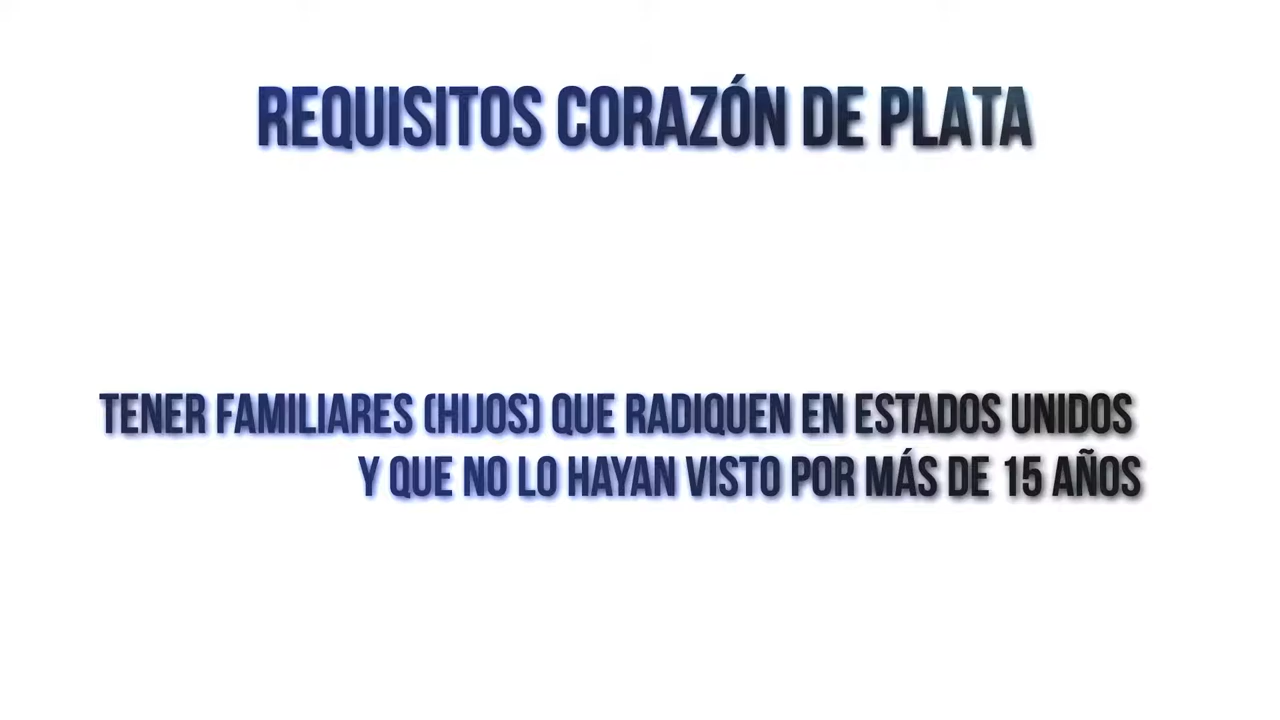 REQUISITOS CORAZÓN DE PLATA
TENER FAMILIARES (HIJOS) QUE RADIQUEN EN ESTADOS UNIDOS
Y QUE NO LO HAYAN VISTO POR MÁS DE 15 AÑOS